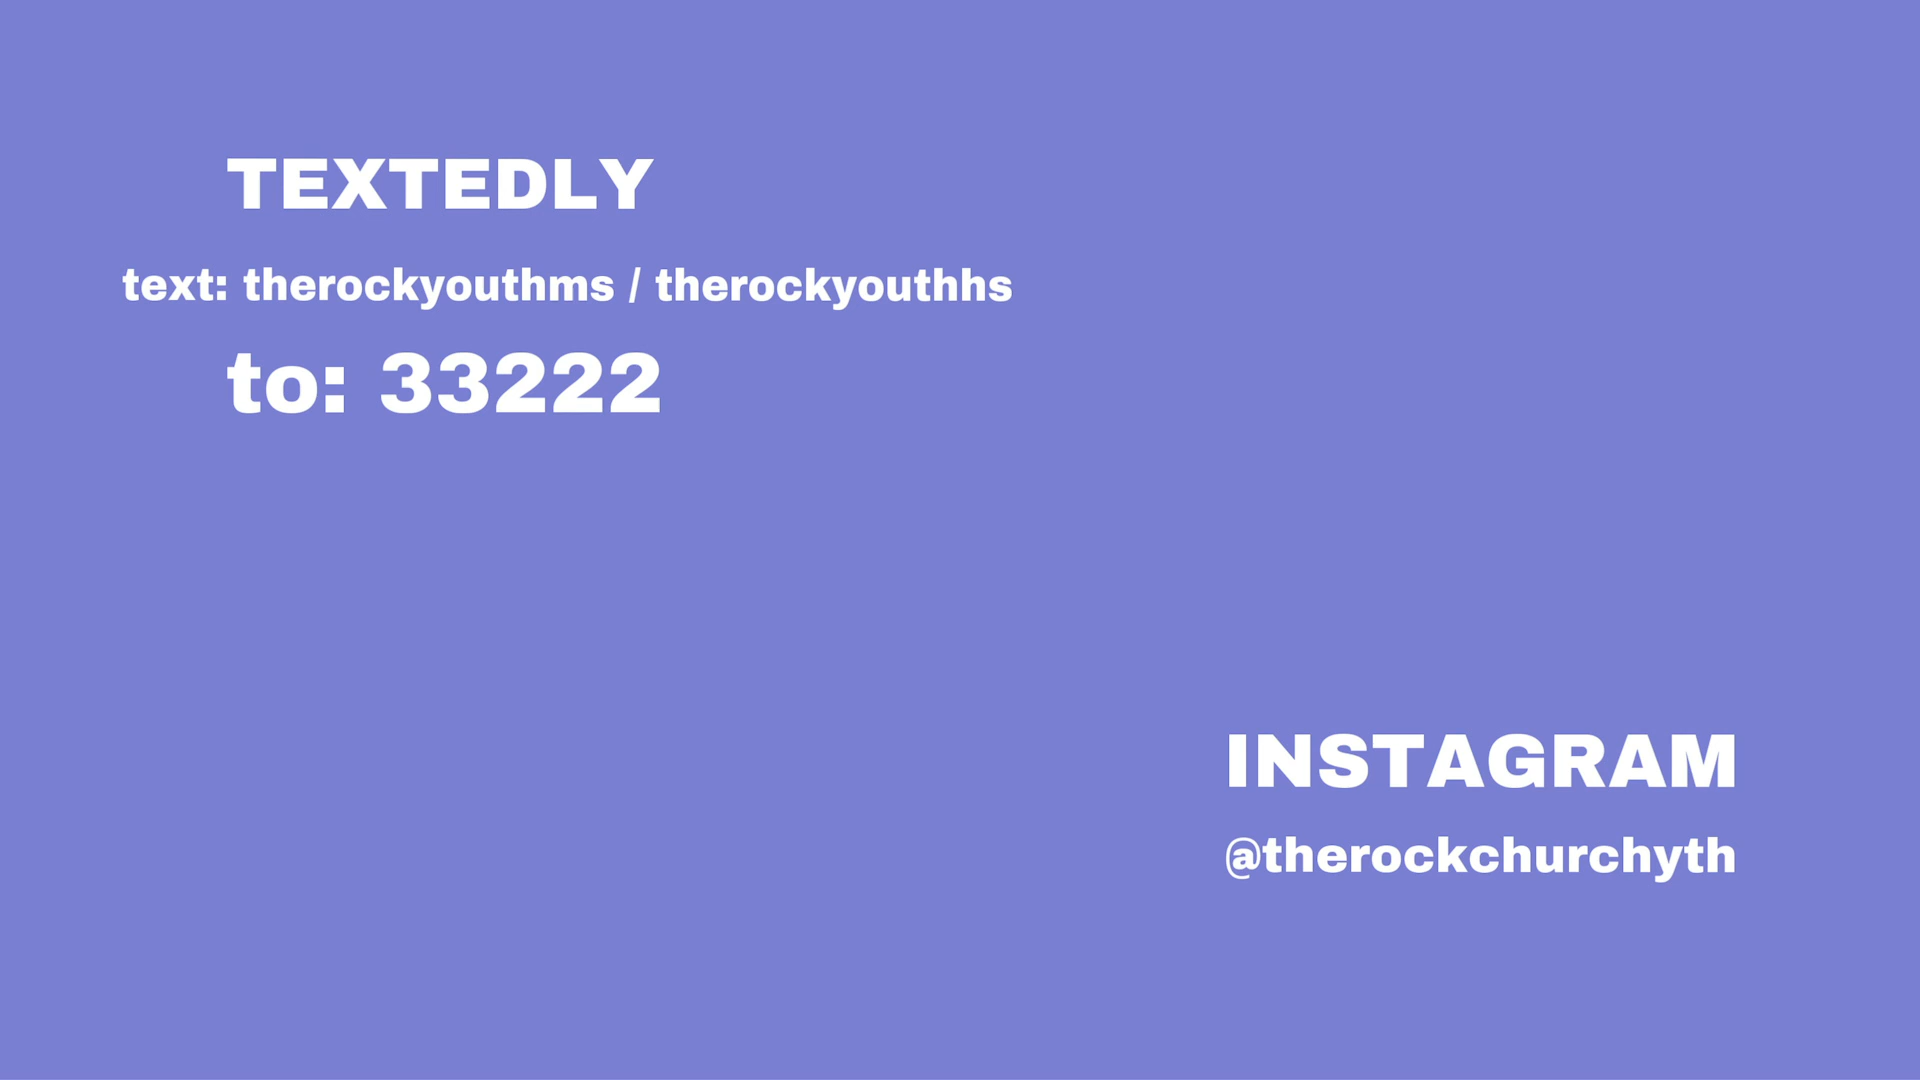 TEXTEDLY
text: therockyouthms / therockyouthhs
to: 33222
INSTAGRAM
@therockchurchyth